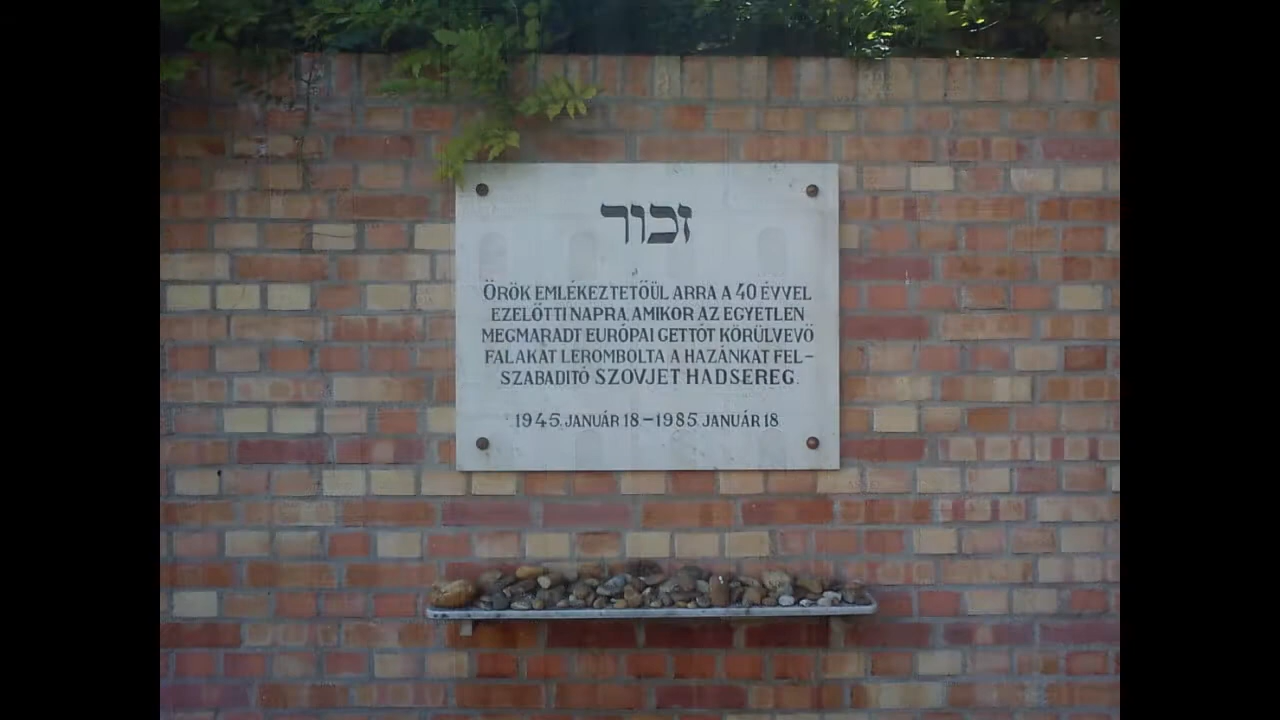 זכור
ÖRÖK EMLÉKEZTETŐÜL ARRA A 40 ÉVVEL
EZELŐTTI NAPRA, AMIKOR AZ EGYETLEN
MEGMARADT EURÓPAI GETTÓT KÖRÜLVEVŐ
FALAKAT LEROMBOLTA A HAZÁNKAT FEL-
SZABADITÓ SZOVJET HADSEREG.
1945. JANUÁR 18 – 1985. JANUÁR 18